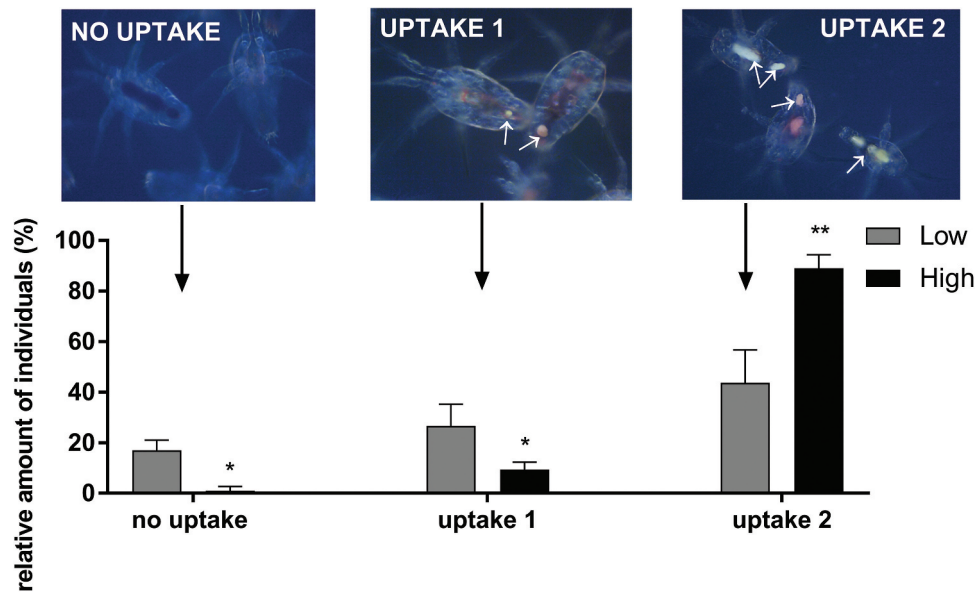 NO UPTAKE
UPTAKE 1
UPTAKE 2
relative amount of individuals (%)
100
80
60
40
20
0
*
*
**
Low
High
no uptake
uptake 1
uptake 2